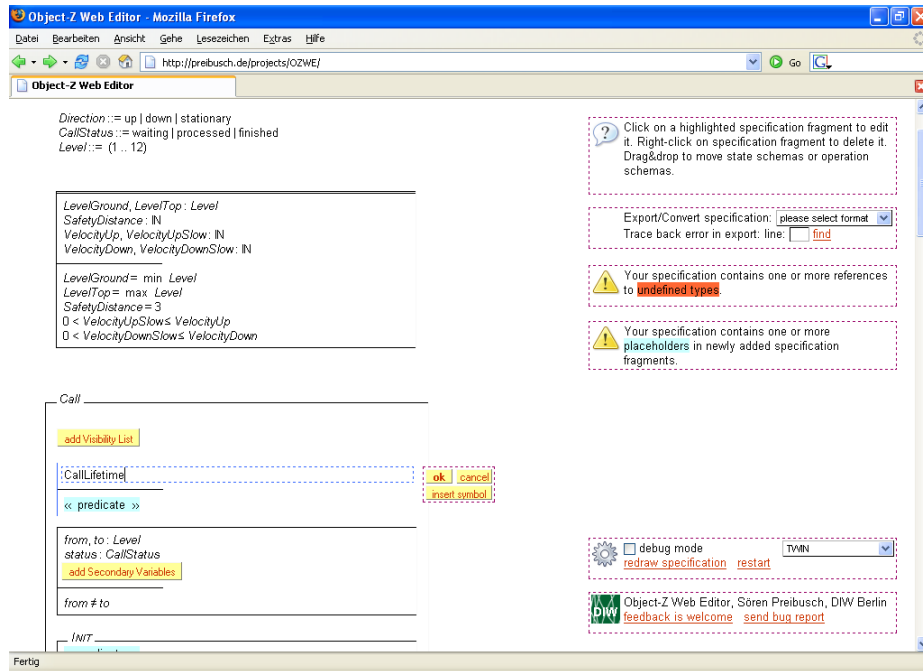 Object-Z Web Editor - Mozilla Firefox
Datei Bearbeiten Ansicht Gehe Lesezeichen Extras Hilfe
http://preibusch.de/projects/OZWE/ Go G
Object-Z Web Editor
Direction ::= up | down | stationary
CallStatus ::= waiting | processed | finished
Level ::= (1 .. 12)
LevelGround, LevelTop : Level
SafetyDistance : ℕ
VelocityUp, VelocityUpSlow : ℕ
VelocityDown, VelocityDownSlow : ℕ
LevelGround = min Level
LevelTop = max Level
SafetyDistance = 3
0 < VelocityUpSlow ≤ VelocityUp
0 < VelocityDownSlow ≤ VelocityDown
Call
add Visibility List
CallLifetime
ok cancel
insert symbol
« predicate »
from, to : Level
status : CallStatus
add Secondary Variables
from ≠ to
INIT
Click on a highlighted specification fragment to edit
it. Right-click on specification fragment to delete it.
Drag&drop to move state schemas or operation
schemas.
Export/Convert specification: please select format
Trace back error in export: line: find
Your specification contains one or more references
to undefined types.
Your specification contains one or more
placeholders in newly added specification
fragments.
debug mode TWIN
redraw specification restart
DIW
Object-Z Web Editor, Sören Preibusch, DIW Berlin
feedback is welcome send bug report
Fertig